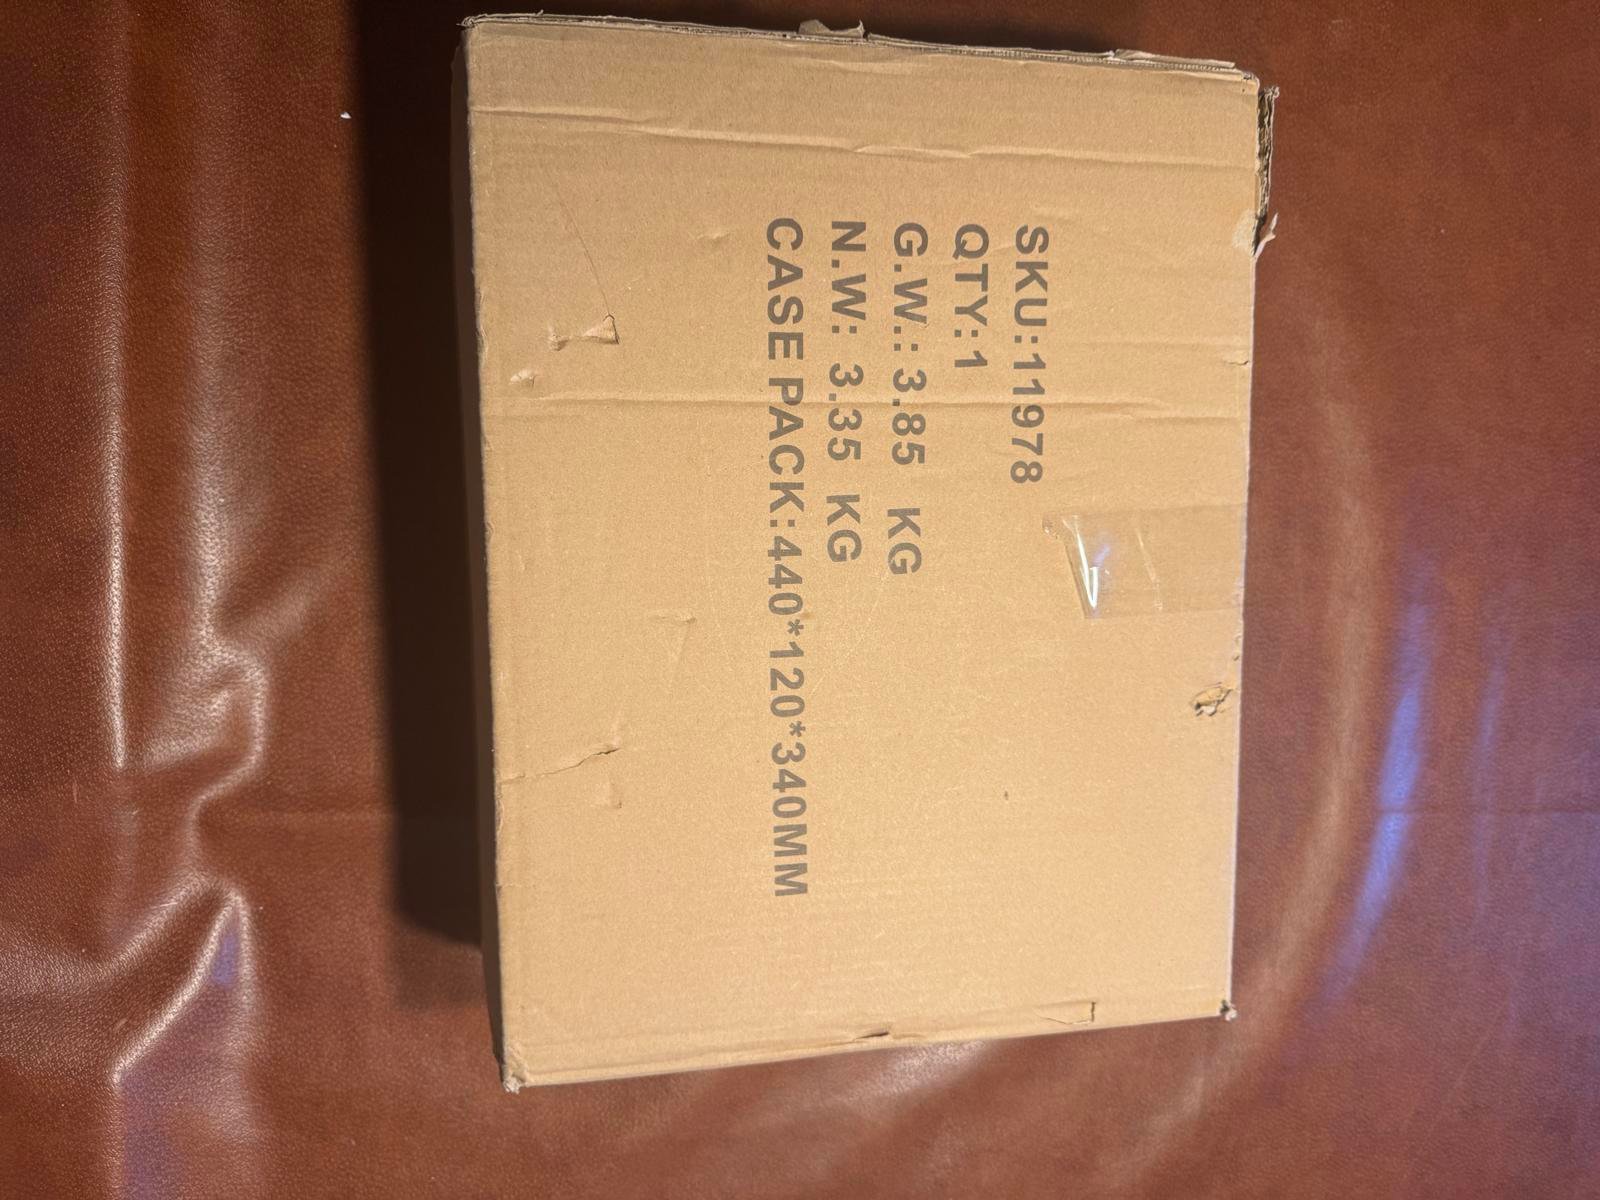 SKU:11978
QTY:1
G.W.: 3.85 KG
N.W: 3.35 KG
CASE PACK:440*120*340MM